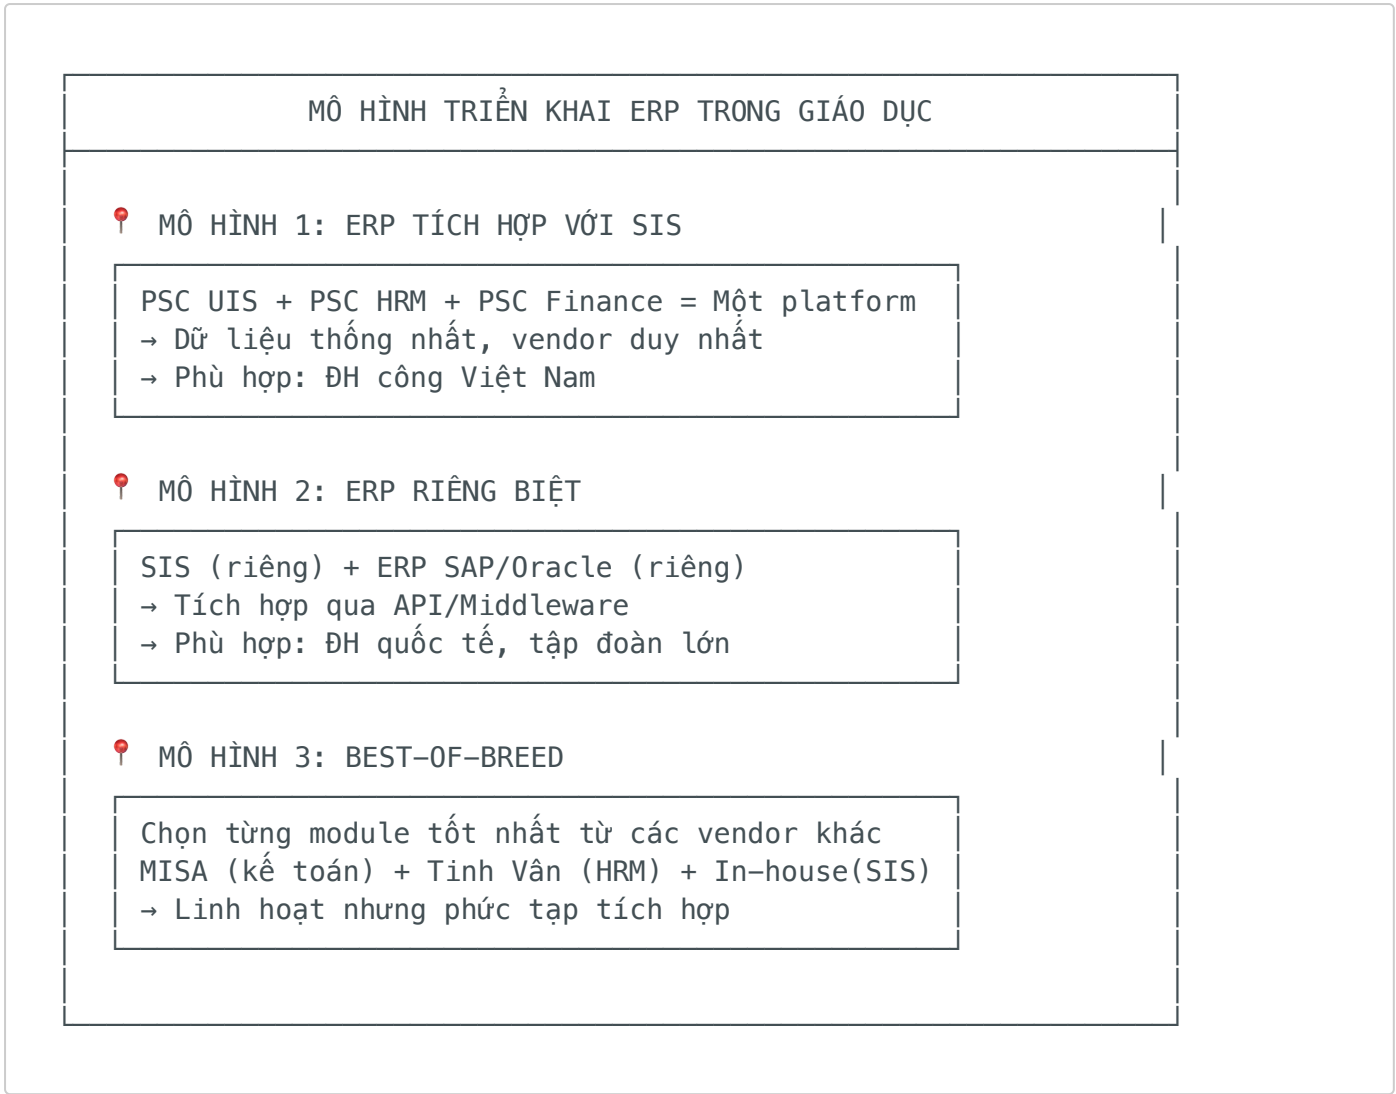 MÔ HÌNH TRIỂN KHAI ERP TRONG GIÁO DỤC
📍 MÔ HÌNH 1: ERP TÍCH HỢP VỚI SIS
PSC UIS + PSC HRM + PSC Finance = Một platform
→ Dữ liệu thống nhất, vendor duy nhất
→ Phù hợp: ĐH công Việt Nam
📍 MÔ HÌNH 2: ERP RIÊNG BIỆT
SIS (riêng) + ERP SAP/Oracle (riêng)
→ Tích hợp qua API/Middleware
→ Phù hợp: ĐH quốc tế, tập đoàn lớn
📍 MÔ HÌNH 3: BEST-OF-BREED
Chọn từng module tốt nhất từ các vendor khác
MISA (kế toán) + Tinh Vân (HRM) + In-house(SIS)
→ Linh hoạt nhưng phức tạp tích hợp